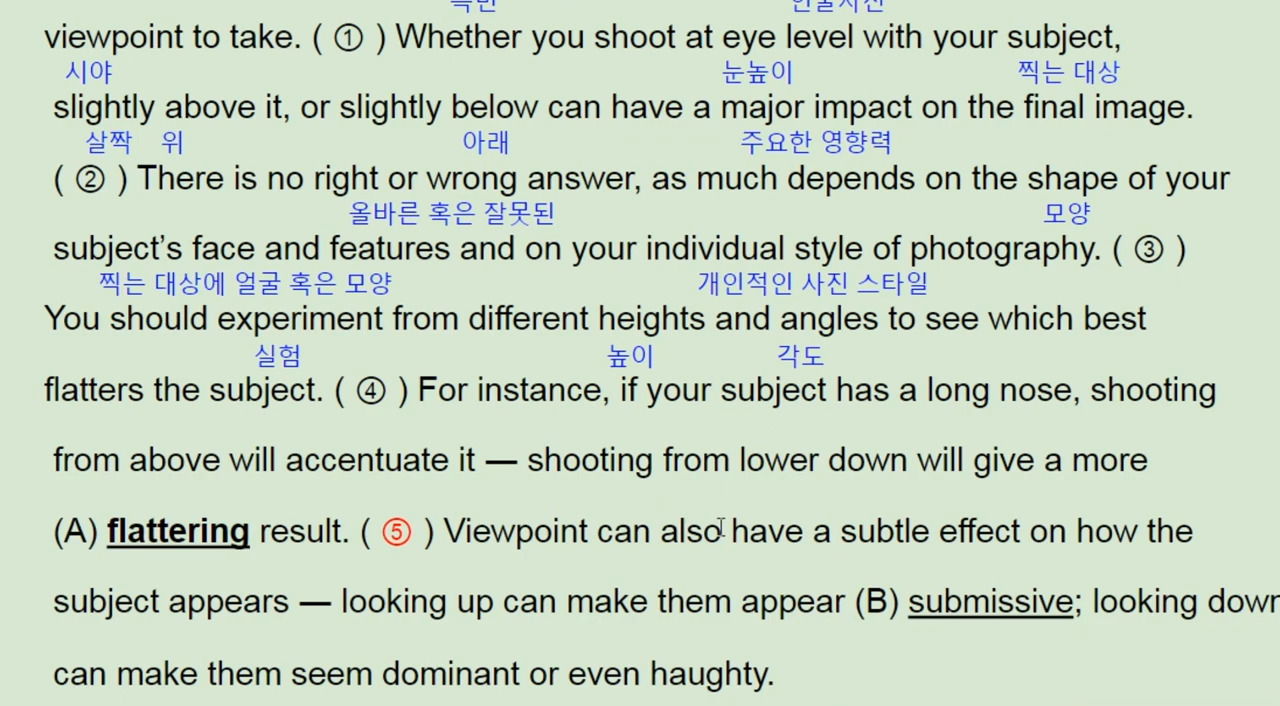 viewpoint to take. ( ① ) Whether you shoot at eye level with your subject,
시야 눈높이 찍는 대상
slightly above it, or slightly below can have a major impact on the final image.
살짝 위 아래 주요한 영향력
( ② ) There is no right or wrong answer, as much depends on the shape of your
올바른 혹은 잘못된 모양
subject’s face and features and on your individual style of photography. ( ③ )
찍는 대상에 얼굴 혹은 모양 개인적인 사진 스타일
You should experiment from different heights and angles to see which best
실험 높이 각도
flatters the subject. ( ④ ) For instance, if your subject has a long nose, shooting
from above will accentuate it — shooting from lower down will give a more
(A) flattering result. ( ⑤ ) Viewpoint can also have a subtle effect on how the
subject appears — looking up can make them appear (B) submissive; looking down
can make them seem dominant or even haughty.